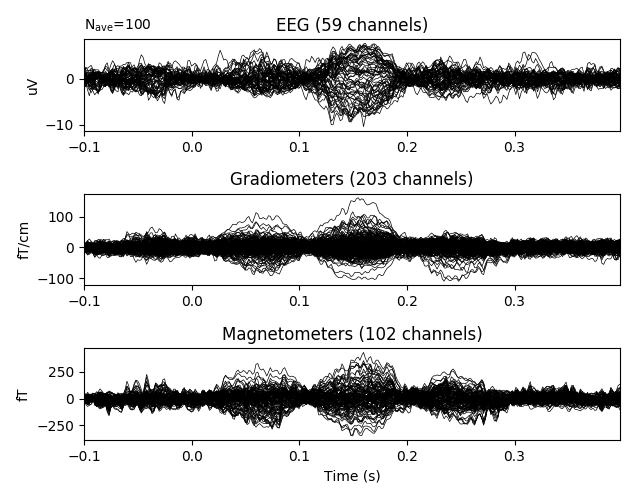 Nave=100
EEG (59 channels)
uV
0
−10
−0.1 0.0 0.1 0.2 0.3
Gradiometers (203 channels)
fT/cm
100
0
−100
−0.1 0.0 0.1 0.2 0.3
Magnetometers (102 channels)
fT
250
0
−250
−0.1 0.0 0.1 0.2 0.3
Time (s)